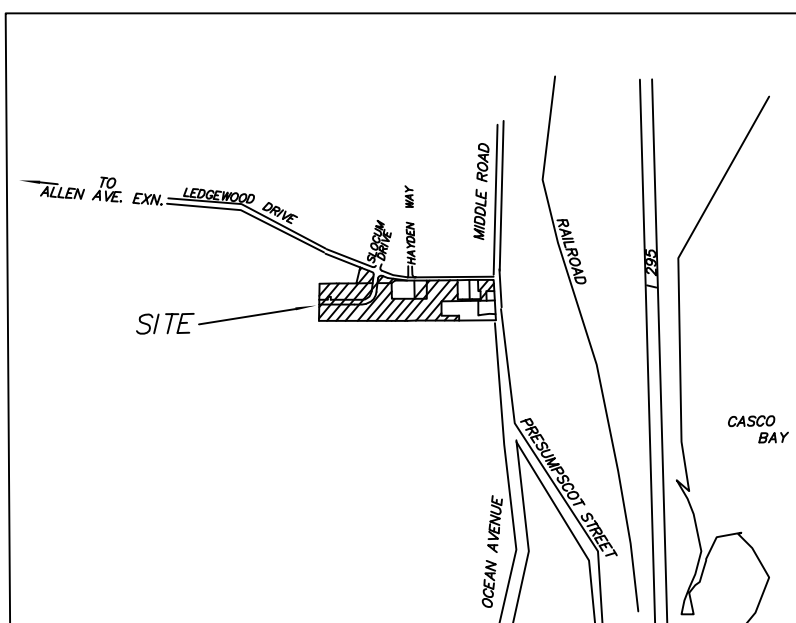 TO
ALLEN AVE. EXN.
LEDGEWOOD DRIVE
SLOCUM
DRIVE
HAYDEN WAY
MIDDLE ROAD
RAILROAD
I 295
SITE
CASCO
BAY
PRESUMPSCOT STREET
OCEAN AVENUE